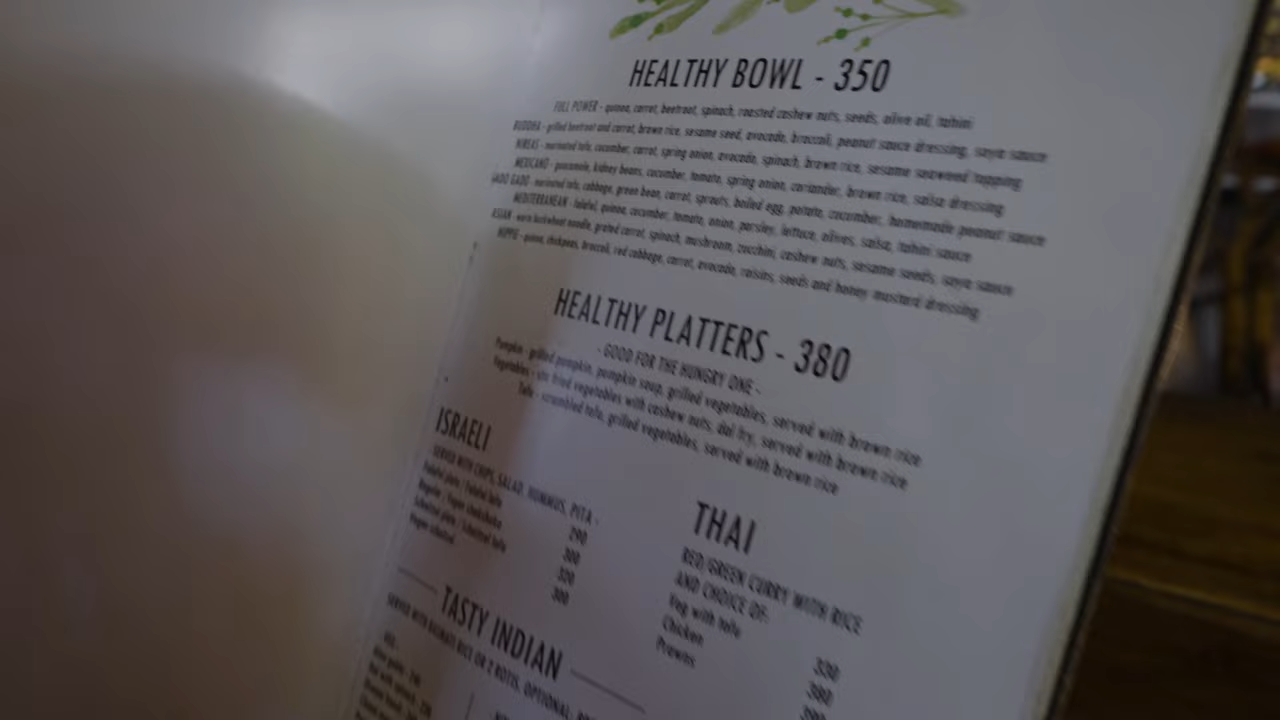 HEALTHY BOWL - 350
FULL POWER - quinoa, carrot, beetroot, spinach, roasted cashew nuts, seeds, olive oil, tahini
BUDDHA - grilled beetroot and carrot, brown rice, sesame seed, avocado, broccoli, peanut sauce dressing, soya sauce
marinated tofu, cucumber, carrot, spring onion, avocado, spinach, brown rice, sesame seaweed topping
MEXICANO - guacamole, kidney beans, cucumber, tomato, spring onion, coriander, brown rice, salsa dressing
GADO GADO - marinated tofu, cabbage, green bean, carrot, sprouts, boiled egg, potato, cucumber, homemade peanut sauce
MEDITERRANEAN - falafel, quinoa, cucumber, tomato, onion, parsley, lettuce, olives, salsa, tahini sauce
ASIAN - warm buckwheat noodle, grated carrot, spinach, mushroom, zucchini, cashew nuts, sesame seeds, soya sauce
HIPPIE - quinoa, chickpeas, broccoli, red cabbage, carrot, avocado, raisins, seeds and honey mustard dressing
HEALTHY PLATTERS - 380
- GOOD FOR THE HUNGRY ONE -
Pumpkin - grilled pumpkin, pumpkin soup, grilled vegetables, served with brown rice
Vegetables - stir fried vegetables with cashew nuts, dal fry, served with brown rice
Tofu - scrambled tofu, grilled vegetables, served with brown rice
ISRAELI
SERVED WITH CHIPS, SALAD, HUMMUS, PITA -
Falafel plate / Falafel tofu 290
Regular / Vegan shakshuka 300
Schnitzel plate / Schnitzel tofu 320
Vegan schnitzel 300
THAI
RED/GREEN CURRY WITH RICE
AND CHOICE OF:
Veg with tofu 330
Chicken 380
Prawns
TASTY INDIAN
SERVED WITH BASMATI RICE OR 2 ROTIS. OPTIONAL: